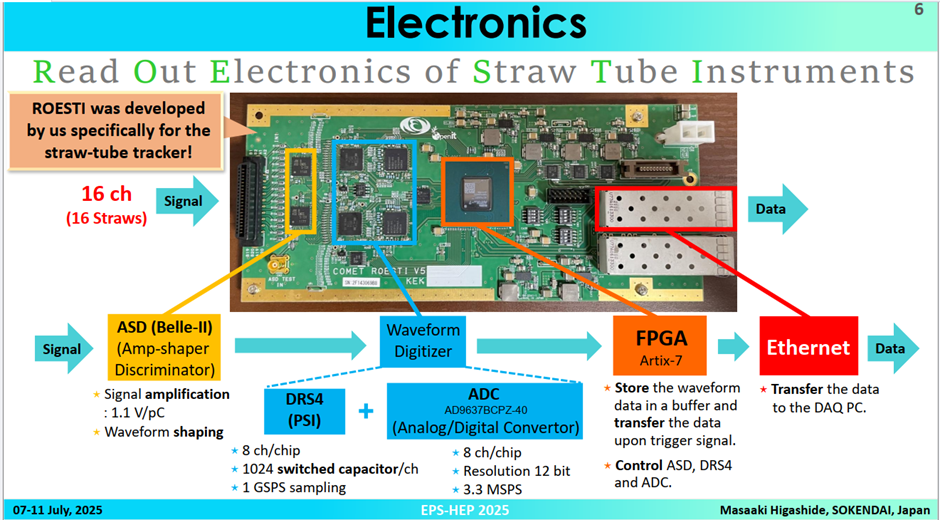 Electronics
6
Read Out Electronics of Straw Tube Instruments
ROESTI was developed
by us specifically for the
straw-tube tracker!
16 ch
(16 Straws)
Signal
Data
ASD TEST
IN
COMET ROESTI V5
KEK
Signal
ASD (Belle-II)
(Amp-shaper
Discriminator)
Waveform
Digitizer
FPGA
Artix-7
Ethernet
Data
★ Signal amplification
: 1.1 V/pC
★ Waveform shaping
DRS4
(PSI)
+
ADC
AD9637BCPZ-40
(Analog/Digital Convertor)
★ 8 ch/chip
★ 1024 switched capacitor/ch
★ 1 GSPS sampling
★ 8 ch/chip
★ Resolution 12 bit
★ 3.3 MSPS
★ Store the waveform
data in a buffer and
transfer the data
upon trigger signal.
★ Control ASD, DRS4
and ADC.
★ Transfer the data
to the DAQ PC.
07-11 July, 2025
EPS-HEP 2025
Masaaki Higashide, SOKENDAI, Japan